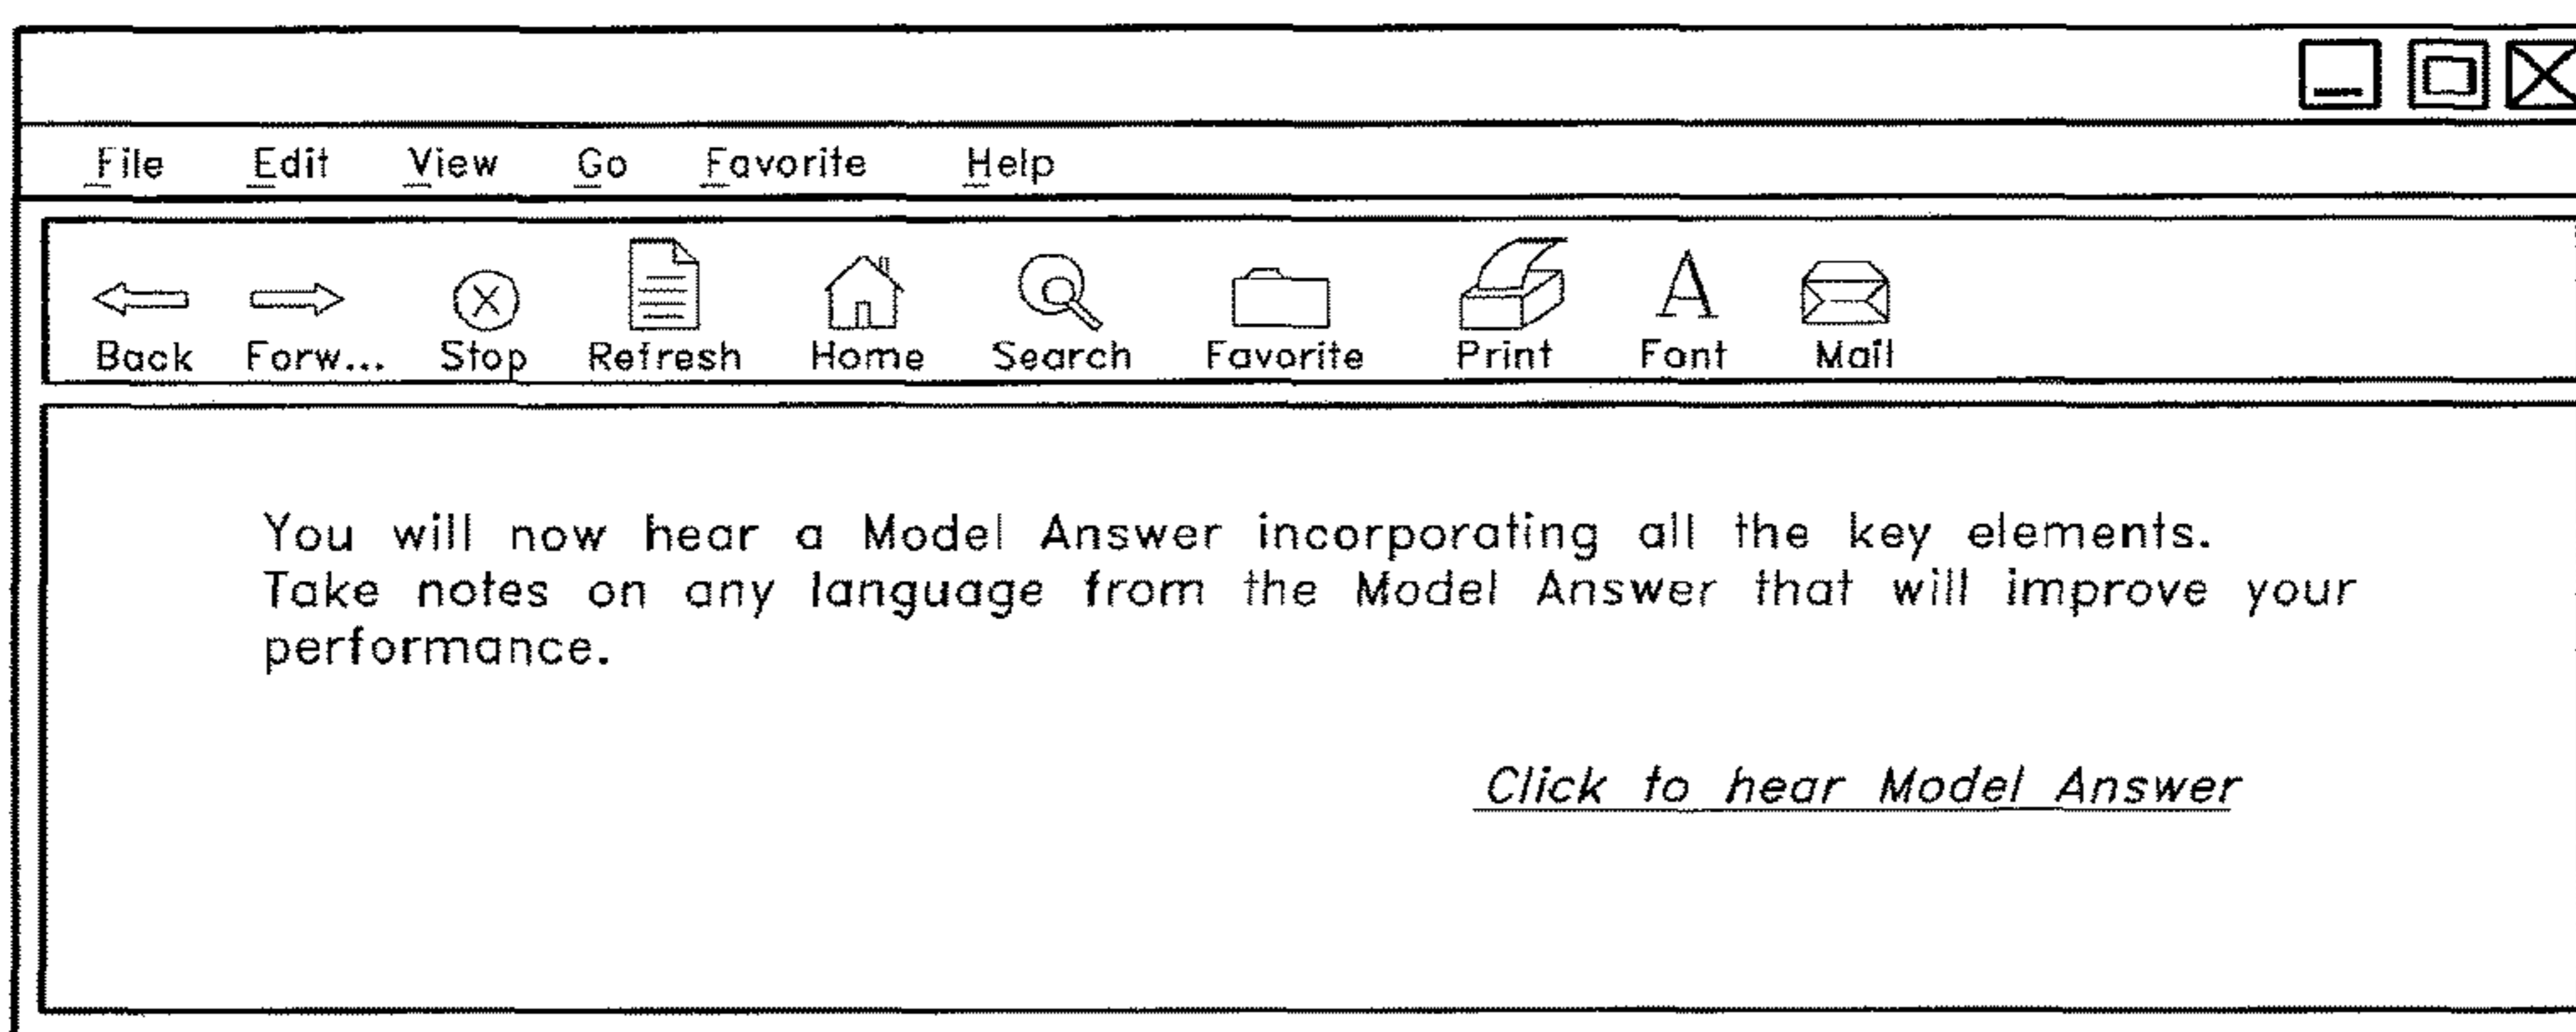 File Edit View Go Favorite Help
Back Forw... Stop Refresh Home Search Favorite Print Font Mail
You will now hear a Model Answer incorporating all the key elements.
Take notes on any language from the Model Answer that will improve your
performance.
Click to hear Model Answer